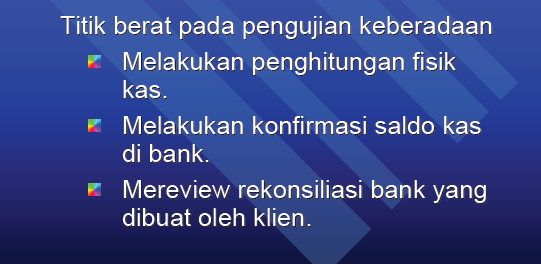 Titik berat pada pengujian keberadaan
Melakukan penghitungan fisik
kas.
Melakukan konfirmasi saldo kas
di bank.
Mereview rekonsiliasi bank yang
dibuat oleh klien.